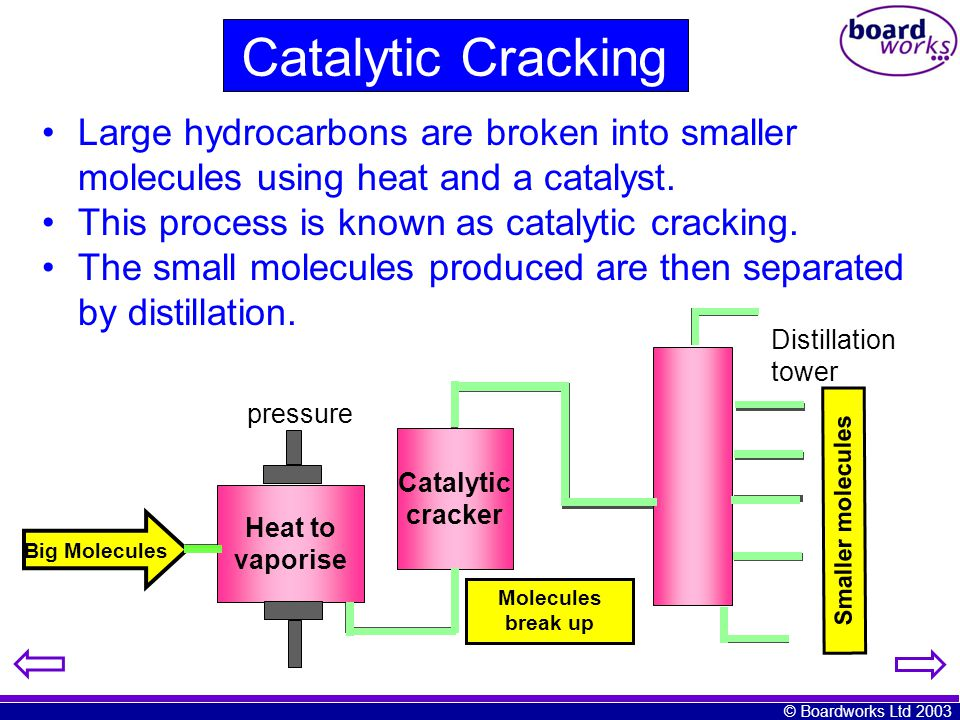 Catalytic Cracking
board
works
• Large hydrocarbons are broken into smaller
molecules using heat and a catalyst.
• This process is known as catalytic cracking.
• The small molecules produced are then separated
by distillation.
Distillation
tower
pressure
Catalytic
cracker
Heat to
vaporise
Big Molecules
Molecules
break up
Smaller molecules
© Boardworks Ltd 2003